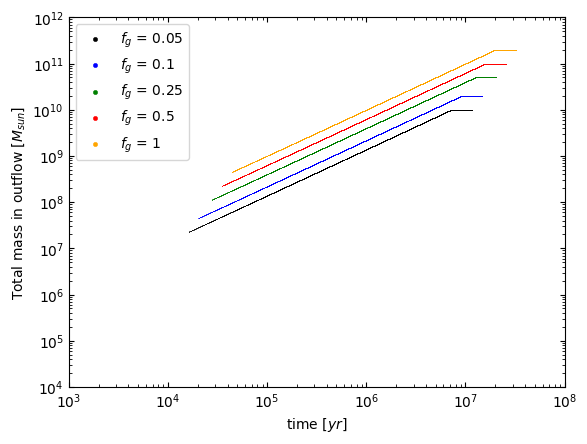 10^12
10^11
10^10
10^9
10^8
10^7
10^6
10^5
10^4
Total mass in outflow [M_sun]
f_g = 0.05
f_g = 0.1
f_g = 0.25
f_g = 0.5
f_g = 1
10^3 10^4 10^5 10^6 10^7 10^8
time [yr]